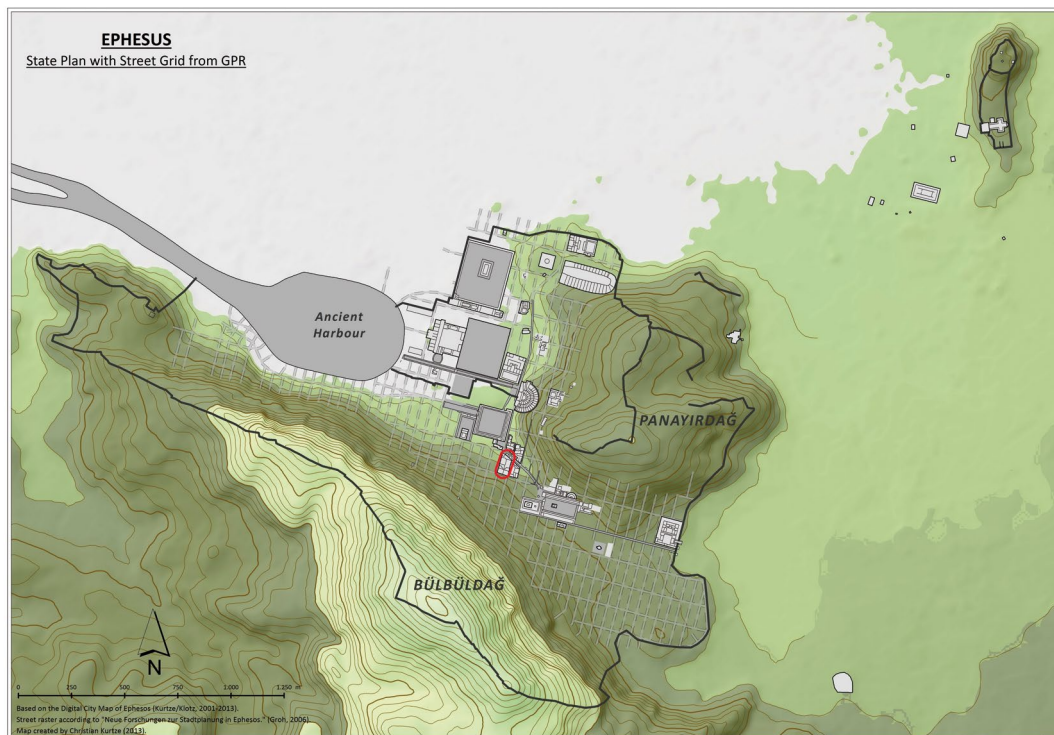 EPHESUS
State Plan with Street Grid from GPR
Ancient
Harbour
PANAYIRDAĞ
BÜLBÜLDAĞ
N
0 250 500 750 1.000 1.250 m
Based on the Digital City Map of Ephesos (Kurtze/Klotz, 2001-2013).
Street raster according to "Neue Forschungen zur Stadtplanung in Ephesos." (Groh, 2006).
Map created by Christian Kurtze (2013).